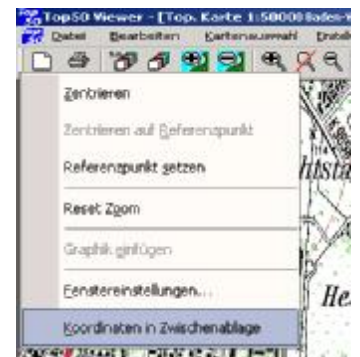 Top50 Viewer - [Top. Karte 1:50000 Baden-
Datei Bearbeiten Kartenauswahl
Zentrieren
Zentrieren auf Referenzpunkt
Referenzpunkt setzen
Reset Zoom
Graphik einfügen
Fenstereinstellungen...
Koordinaten in Zwischenablage
htsta
He